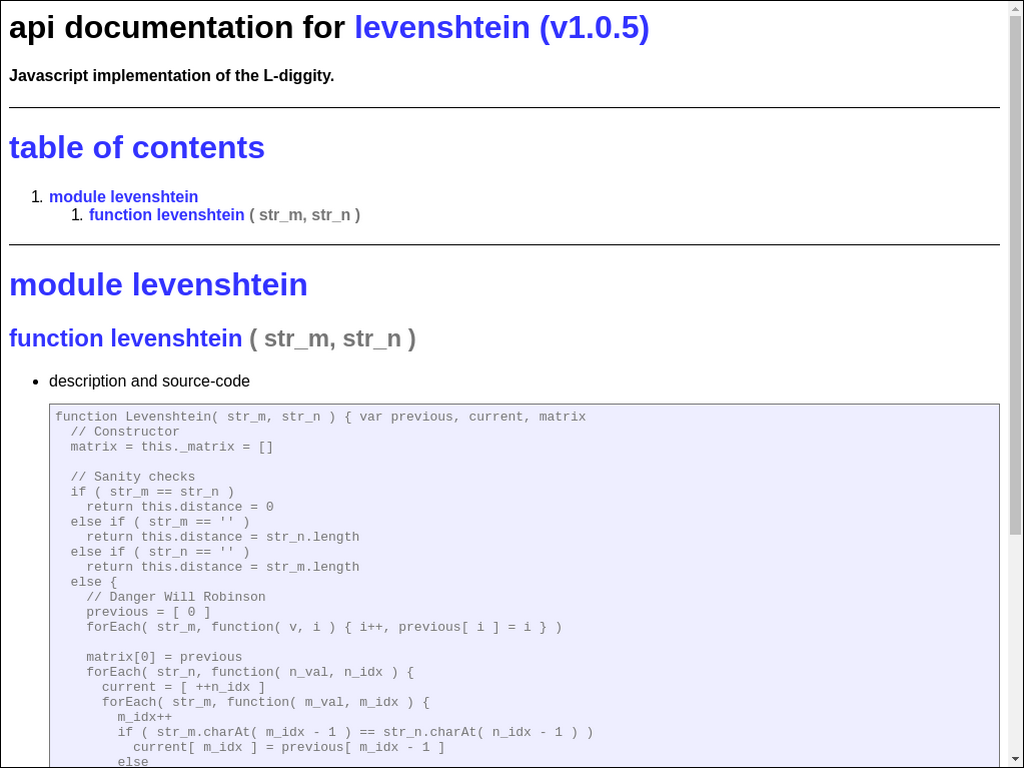 api documentation for levenshtein (v1.0.5)
Javascript implementation of the L-diggity.
table of contents
1. module levenshtein
1. function levenshtein ( str_m, str_n )
module levenshtein
function levenshtein ( str_m, str_n )
• description and source-code
function Levenshtein( str_m, str_n ) { var previous, current, matrix
  // Constructor
  matrix = this._matrix = []

  // Sanity checks
  if ( str_m == str_n )
    return this.distance = 0
  else if ( str_m == '' )
    return this.distance = str_n.length
  else if ( str_n == '' )
    return this.distance = str_m.length
  else {
    // Danger Will Robinson
    previous = [ 0 ]
    forEach( str_m, function( v, i ) { i++, previous[ i ] = i } )

    matrix[0] = previous
    forEach( str_n, function( n_val, n_idx ) {
      current = [ ++n_idx ]
      forEach( str_m, function( m_val, m_idx ) {
        m_idx++
        if ( str_m.charAt( m_idx - 1 ) == str_n.charAt( n_idx - 1 ) )
          current[ m_idx ] = previous[ m_idx - 1 ]
        else